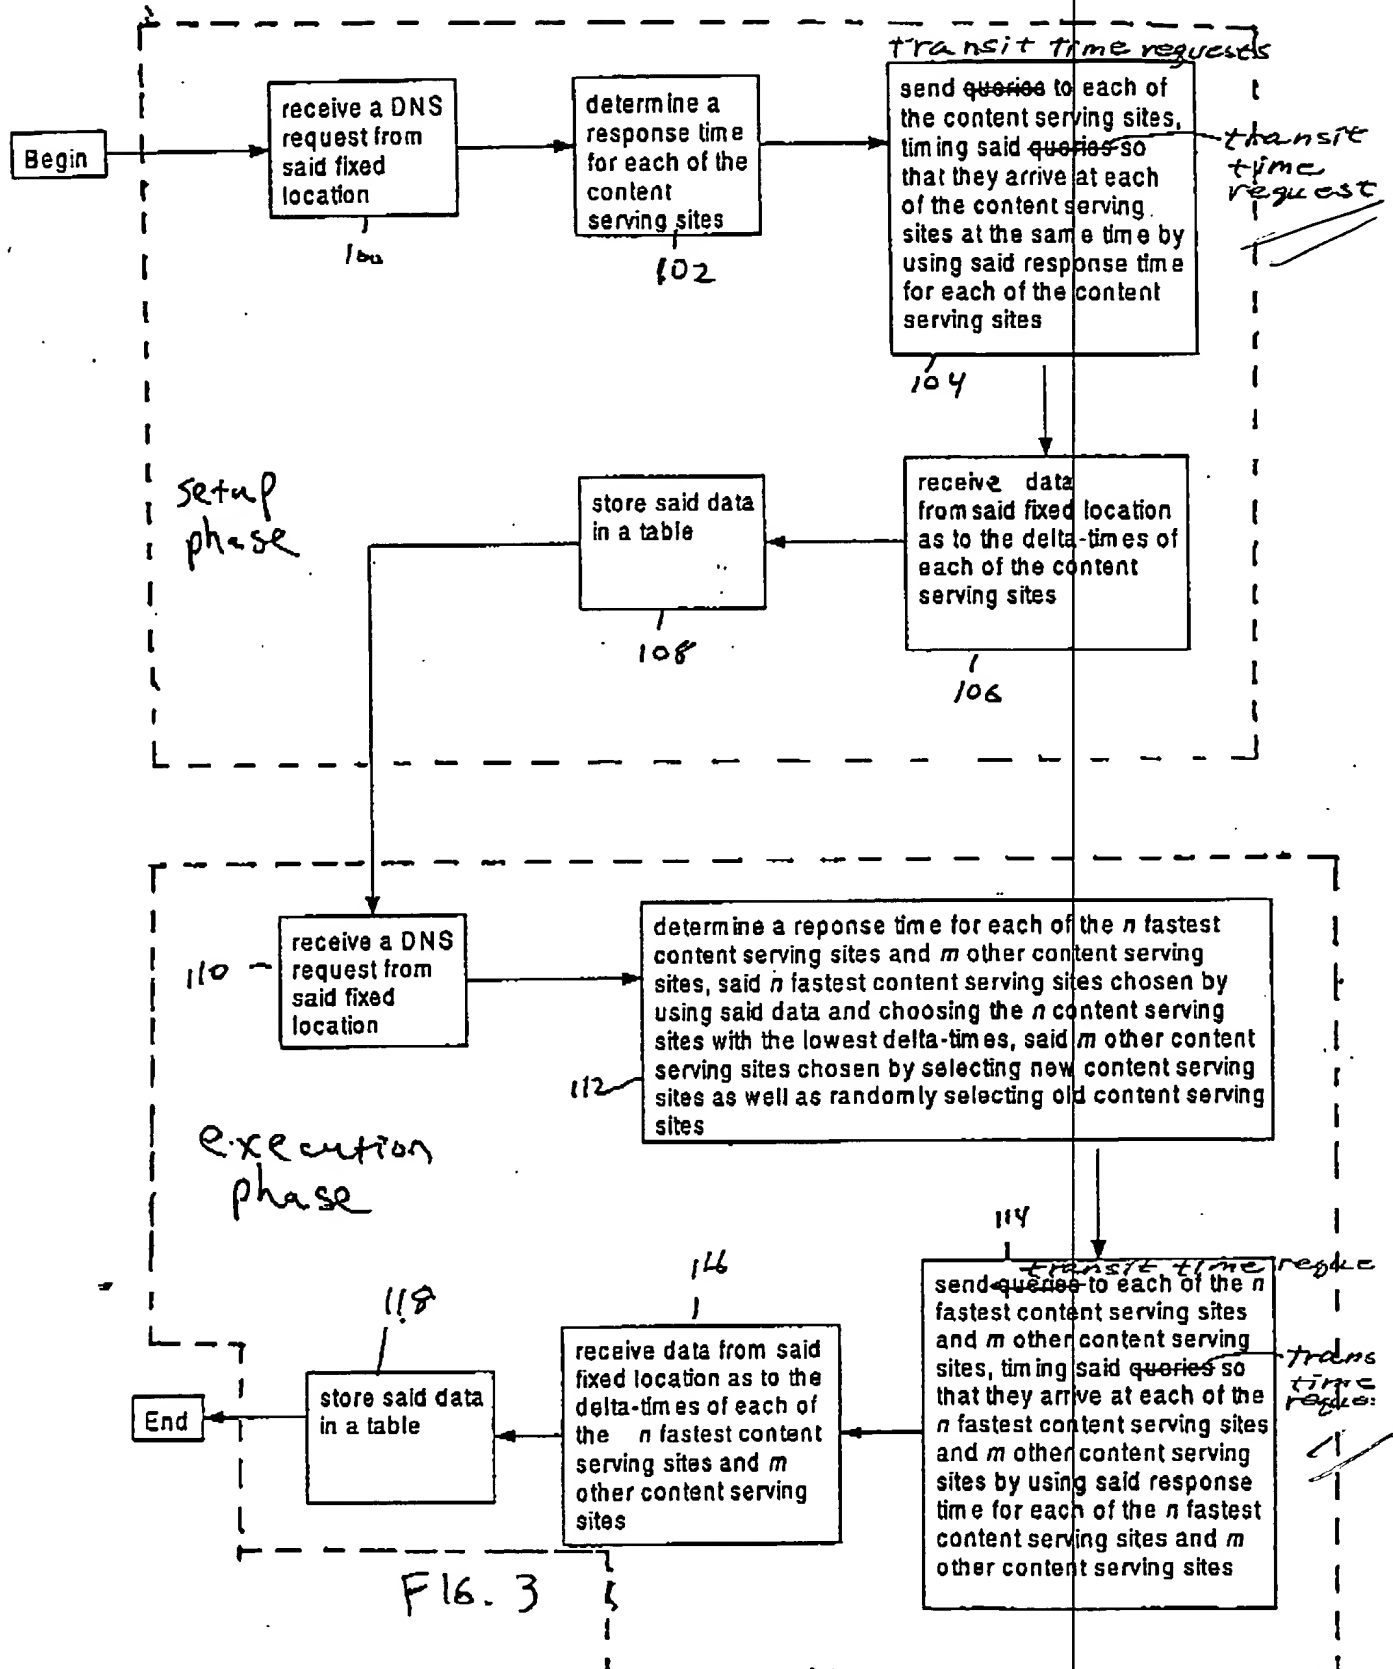 transit time requests
Begin
receive a DNS
request from
said fixed
location
100
determine a
response time
for each of the
content
serving sites
102
send queries to each of
the content serving sites,
timing said queries so
that they arrive at each
of the content serving
sites at the same time by
using said response time
for each of the content
serving sites
104
transit
time
request
setup
phase
store said data
in a table
108
receive data
from said fixed location
as to the delta-times of
each of the content
serving sites
106
110
receive a DNS
request from
said fixed
location
determine a reponse time for each of the n fastest
content serving sites and m other content serving
sites, said n fastest content serving sites chosen by
using said data and choosing the n content serving
sites with the lowest delta-times, said m other content
serving sites chosen by selecting new content serving
sites as well as randomly selecting old content serving
sites
112
execution
phase
114
transit time reque
send queries to each of the n
fastest content serving sites
and m other content serving
sites, timing said queries so
that they arrive at each of the
n fastest content serving sites
and m other content serving
sites by using said response
time for each of the n fastest
content serving sites and m
other content serving sites
trans
time
reques
116
receive data from said
fixed location as to the
delta-times of each of
the n fastest content
serving sites and m
other content serving
sites
118
store said data
in a table
End
FIG. 3